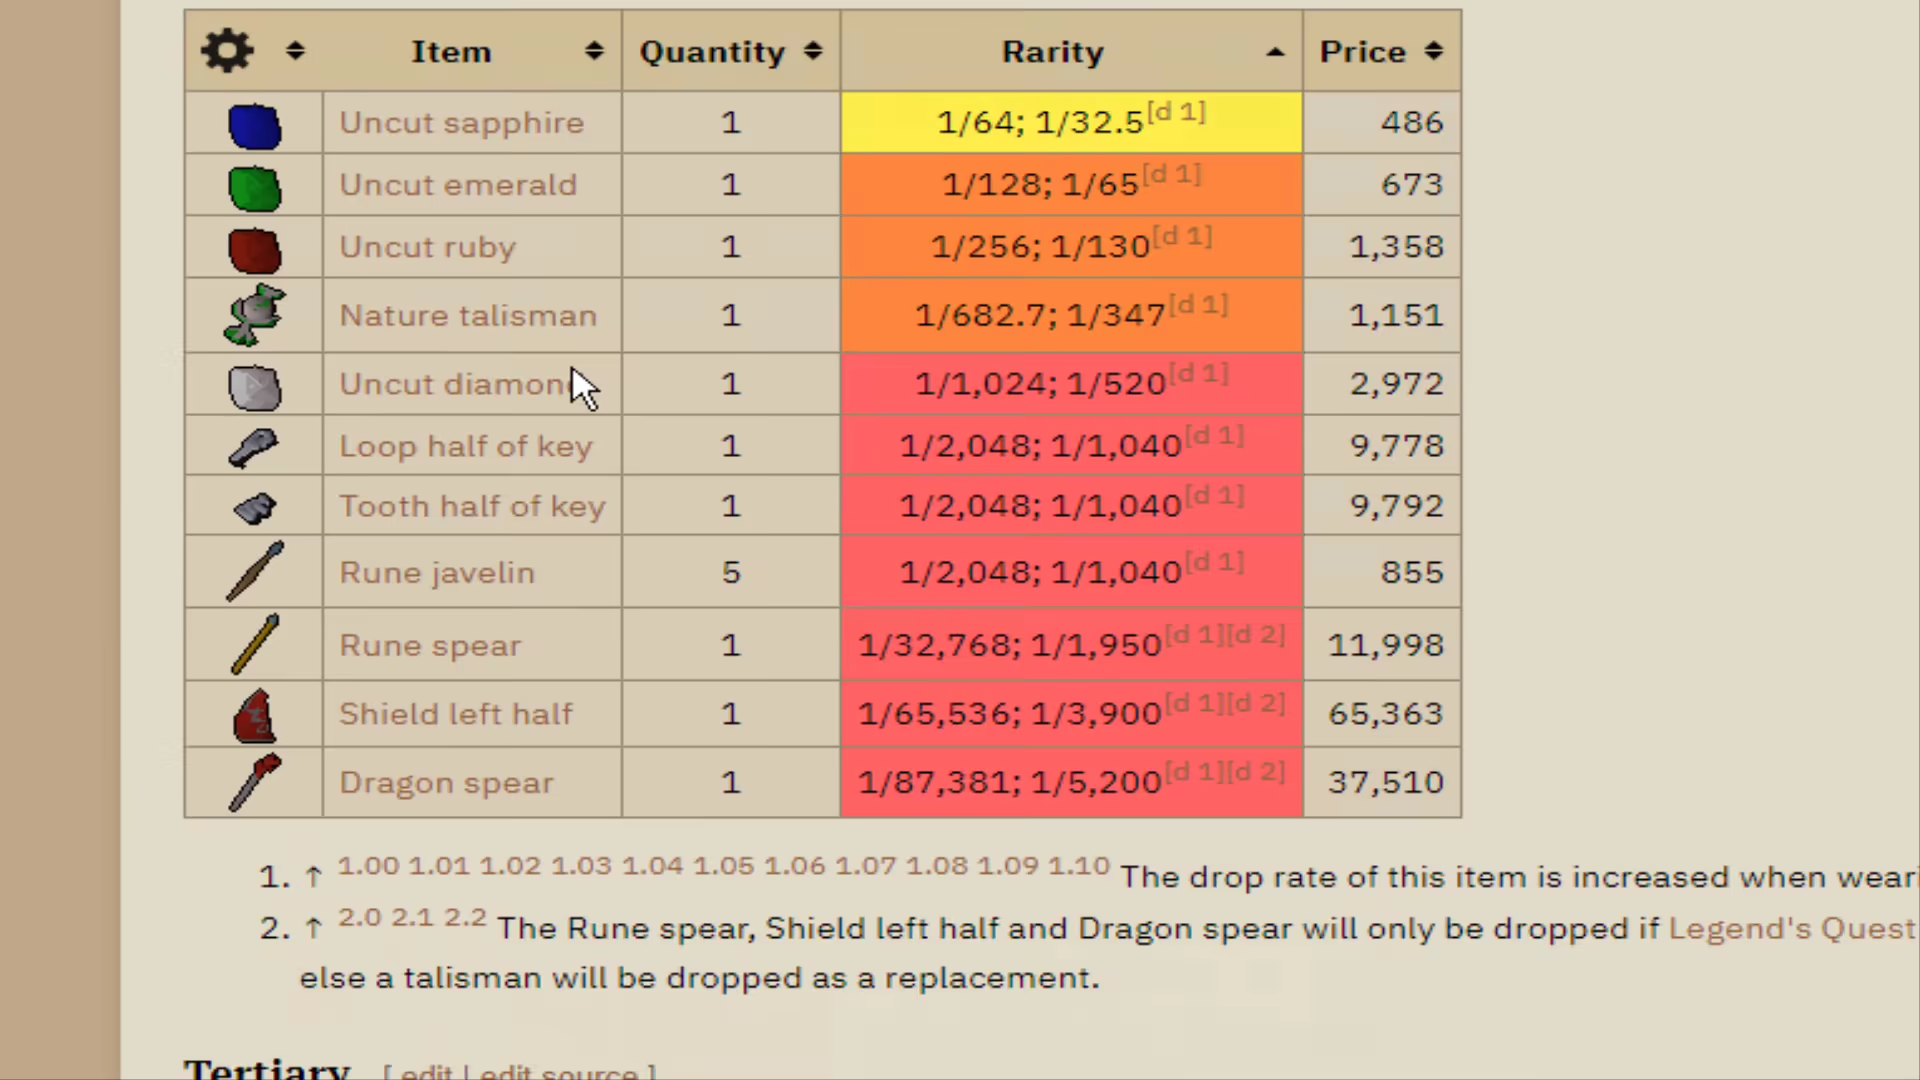 Item Quantity Rarity Price
Uncut sapphire 1 1/64; 1/32.5[d 1] 486
Uncut emerald 1 1/128; 1/65[d 1] 673
Uncut ruby 1 1/256; 1/130[d 1] 1,358
Nature talisman 1 1/682.7; 1/347[d 1] 1,151
Uncut diamon 1 1/1,024; 1/520[d 1] 2,972
Loop half of key 1 1/2,048; 1/1,040[d 1] 9,778
Tooth half of key 1 1/2,048; 1/1,040[d 1] 9,792
Rune javelin 5 1/2,048; 1/1,040[d 1] 855
Rune spear 1 1/32,768; 1/1,950[d 1][d 2] 11,998
Shield left half 1 1/65,536; 1/3,900[d 1][d 2] 65,363
Dragon spear 1 1/87,381; 1/5,200[d 1][d 2] 37,510
1. ↑ 1.00 1.01 1.02 1.03 1.04 1.05 1.06 1.07 1.08 1.09 1.10 The drop rate of this item is increased when weari
2. ↑ 2.0 2.1 2.2 The Rune spear, Shield left half and Dragon spear will only be dropped if Legend's Quest
else a talisman will be dropped as a replacement.
Tertiary [ edit | edit source ]